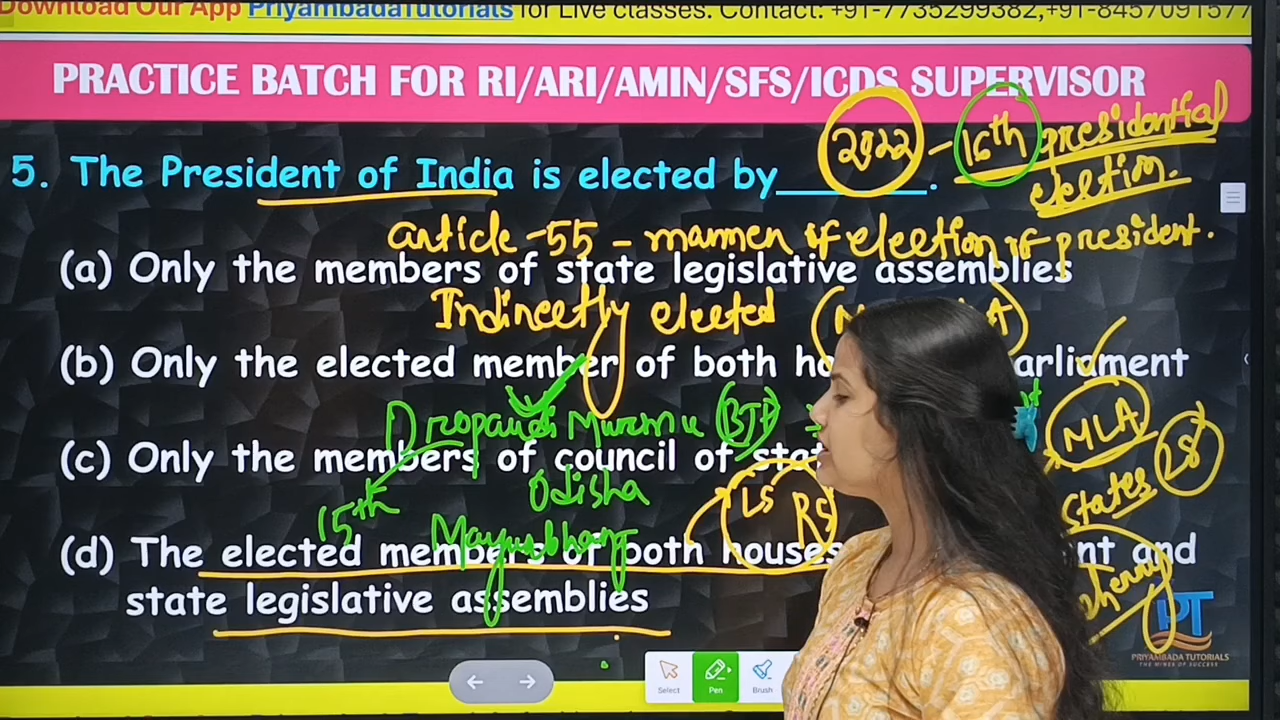 Download Our App PriyambadaTutorials for Live classes. Contact: +91-7735299382,+91-8457091577
PRACTICE BATCH FOR RI/ARI/AMIN/SFS/ICDS SUPERVISOR
2022 - 16th presidential election.
5. The President of India is elected by________.
article -55 - manner of election of president.
(a) Only the members of state legislative assemblies
Indirectly elected
(b) Only the elected member of both ho arliament
Draupadi Murmu (BJP)
MLA
(c) Only the members of council of stat
Odisha
LS RS
States 28
15th
Mayurbhanj
(d) The elected members of both houses nt and
state legislative assemblies
PT
PRIYAMBADA TUTORIALS
Select
Pen
Brush